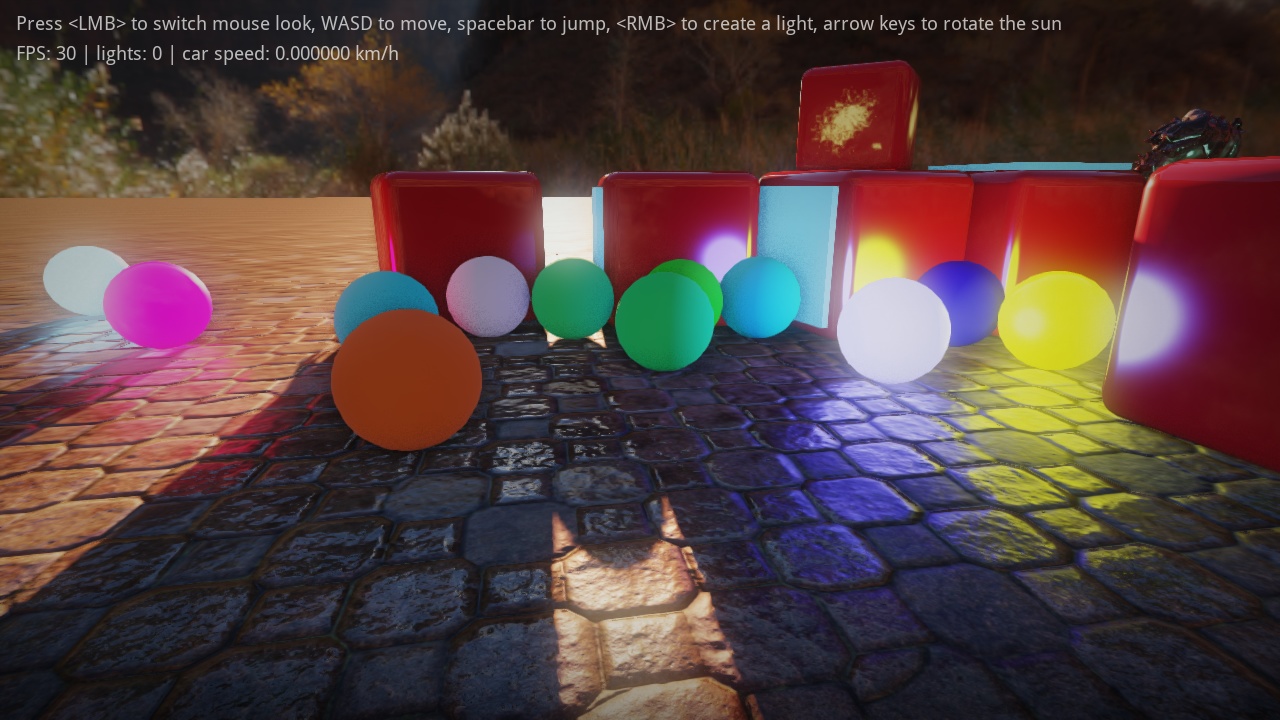 Press <LMB> to switch mouse look, WASD to move, spacebar to jump, <RMB> to create a light, arrow keys to rotate the sun
FPS: 30 | lights: 0 | car speed: 0.000000 km/h